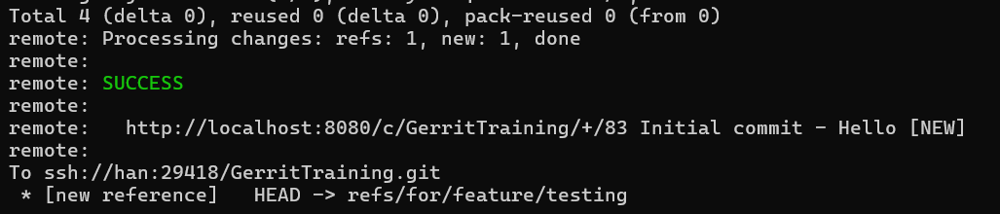 Total 4 (delta 0), reused 0 (delta 0), pack-reused 0 (from 0)
remote: Processing changes: refs: 1, new: 1, done
remote:
remote: SUCCESS
remote:
remote:   http://localhost:8080/c/GerritTraining/+/83 Initial commit - Hello [NEW]
remote:
To ssh://han:29418/GerritTraining.git
 * [new reference]   HEAD -> refs/for/feature/testing